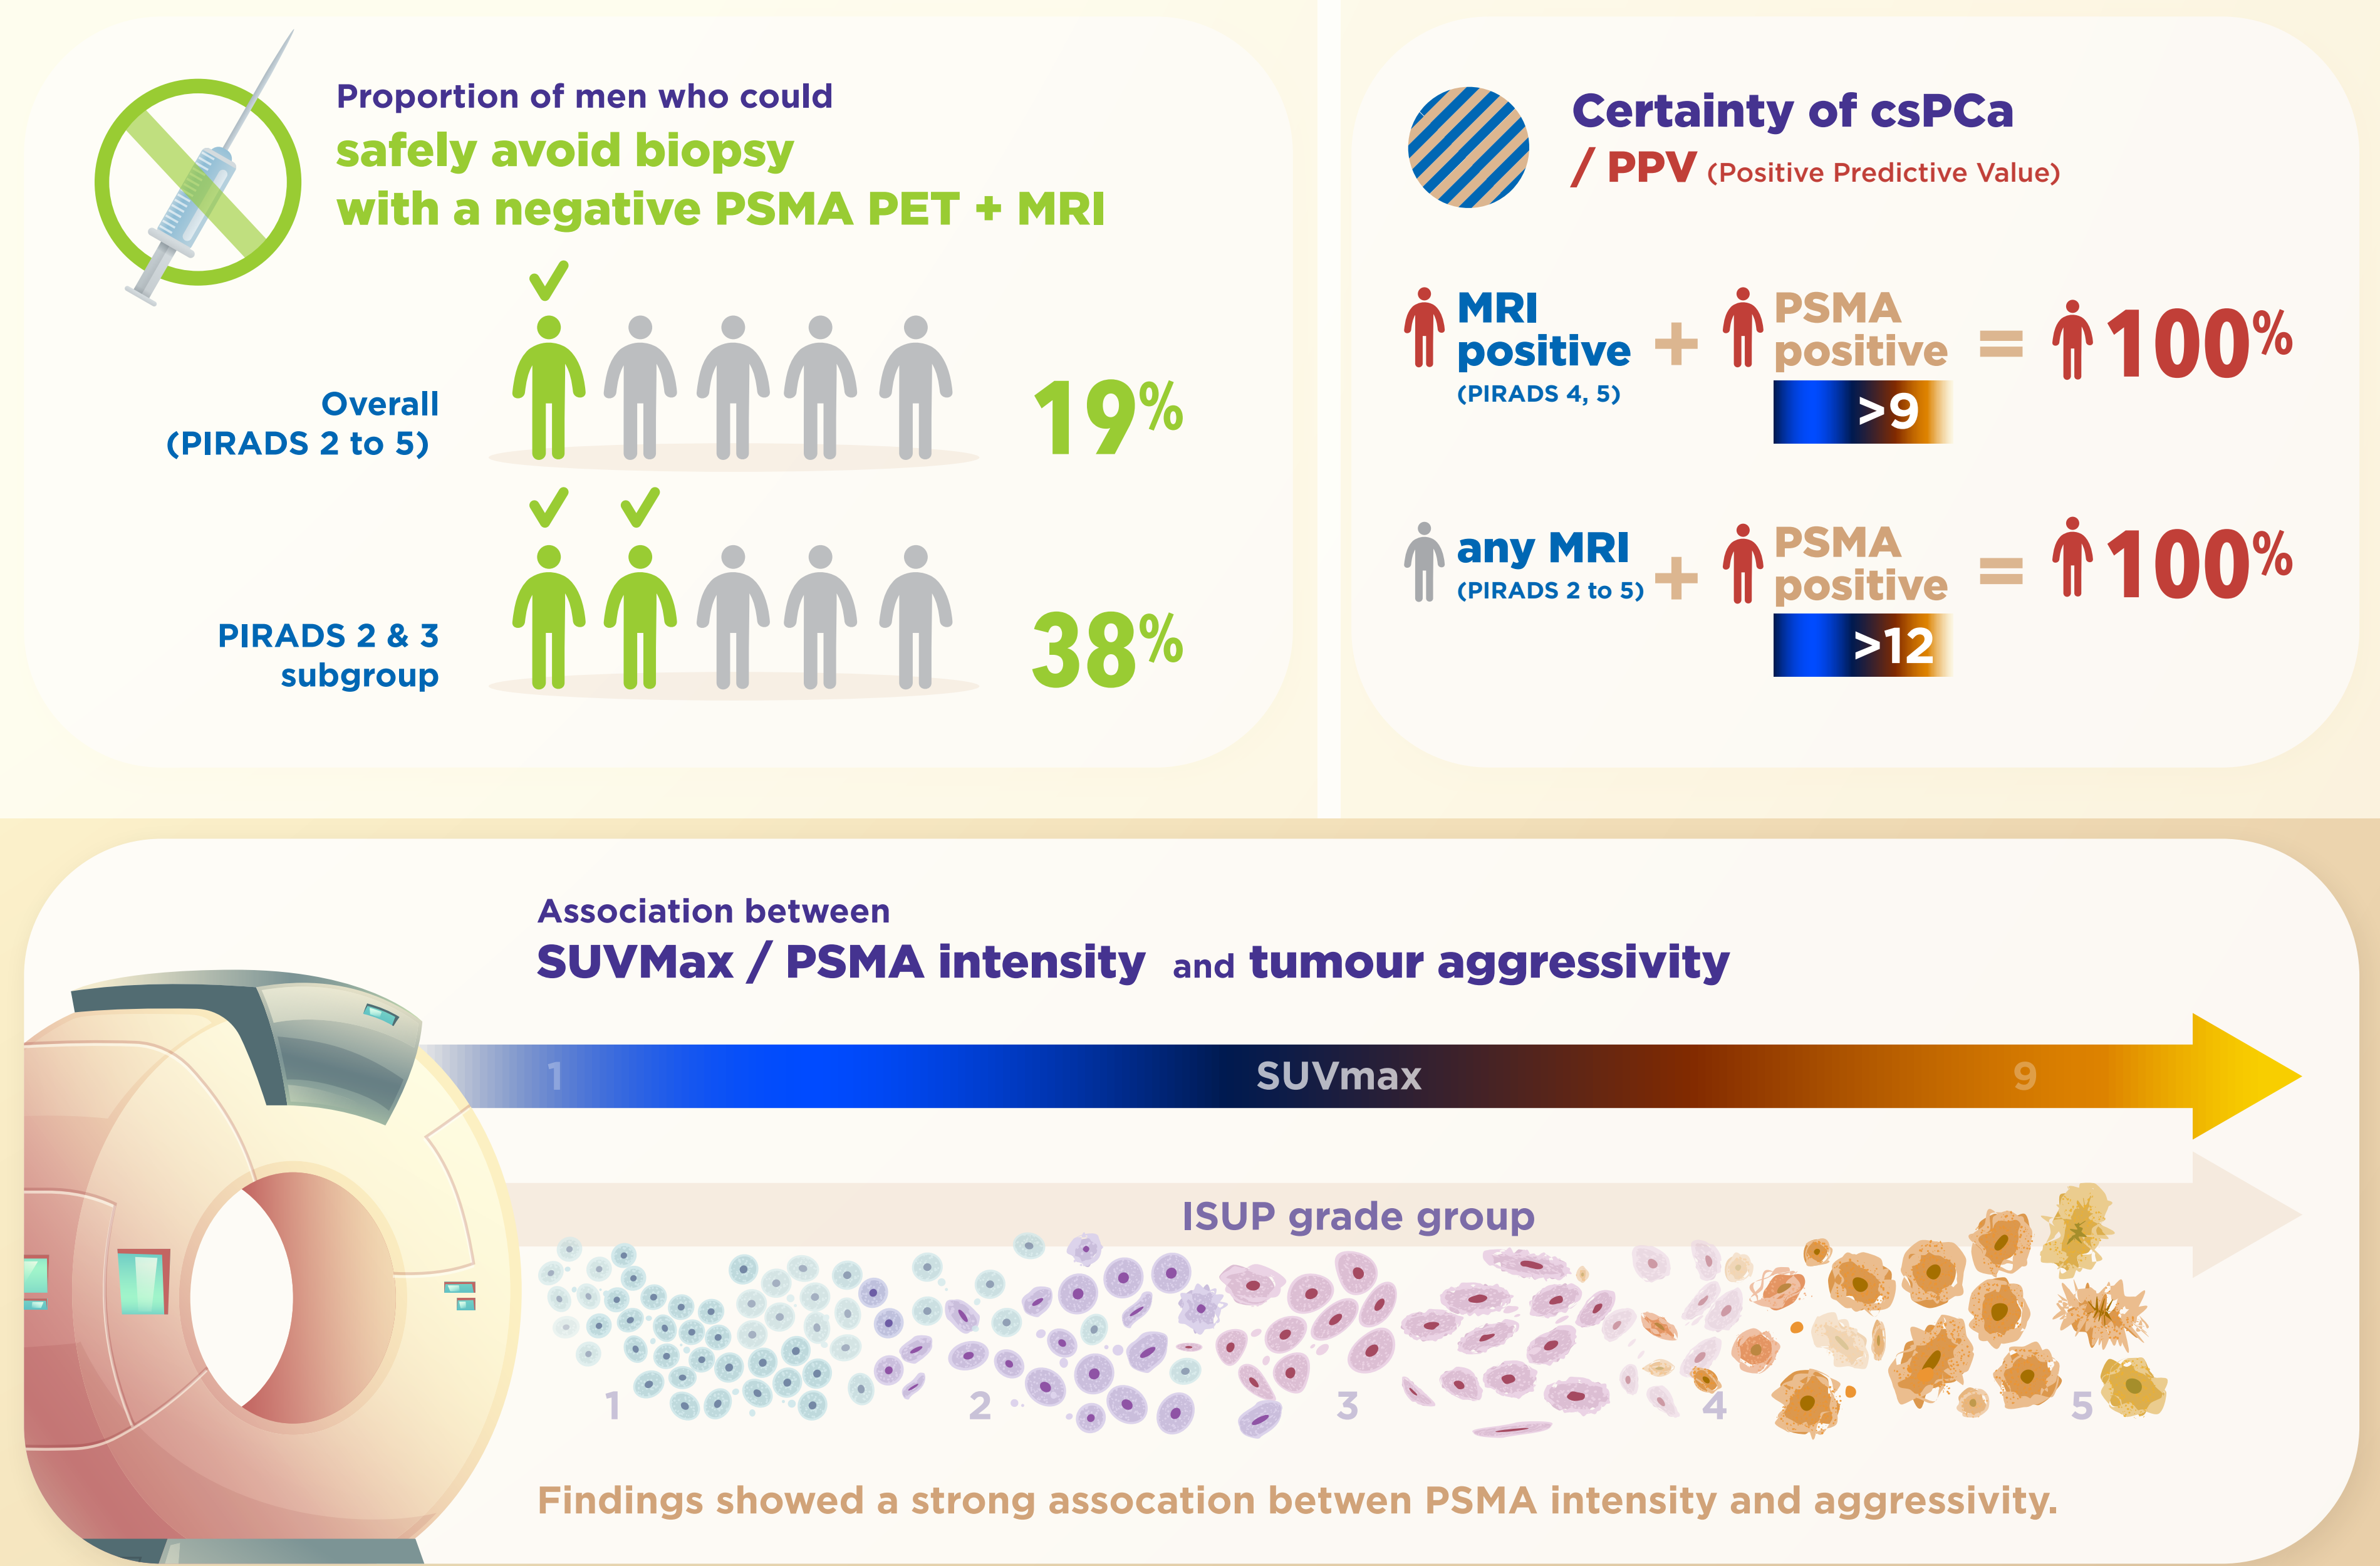 Proportion of men who could
safely avoid biopsy
with a negative PSMA PET + MRI
Overall
(PIRADS 2 to 5)
19%
PIRADS 2 & 3
subgroup
38%
Certainty of csPCa
/ PPV (Positive Predictive Value)
MRI
positive
(PIRADS 4, 5)
+
PSMA
positive
>9
=
100%
any MRI
(PIRADS 2 to 5)
+
PSMA
positive
>12
=
100%
Association between
SUVMax / PSMA intensity and tumour aggressivity
1 SUVmax 9
ISUP grade group
1 2 3 4 5
Findings showed a strong assocation betwen PSMA intensity and aggressivity.